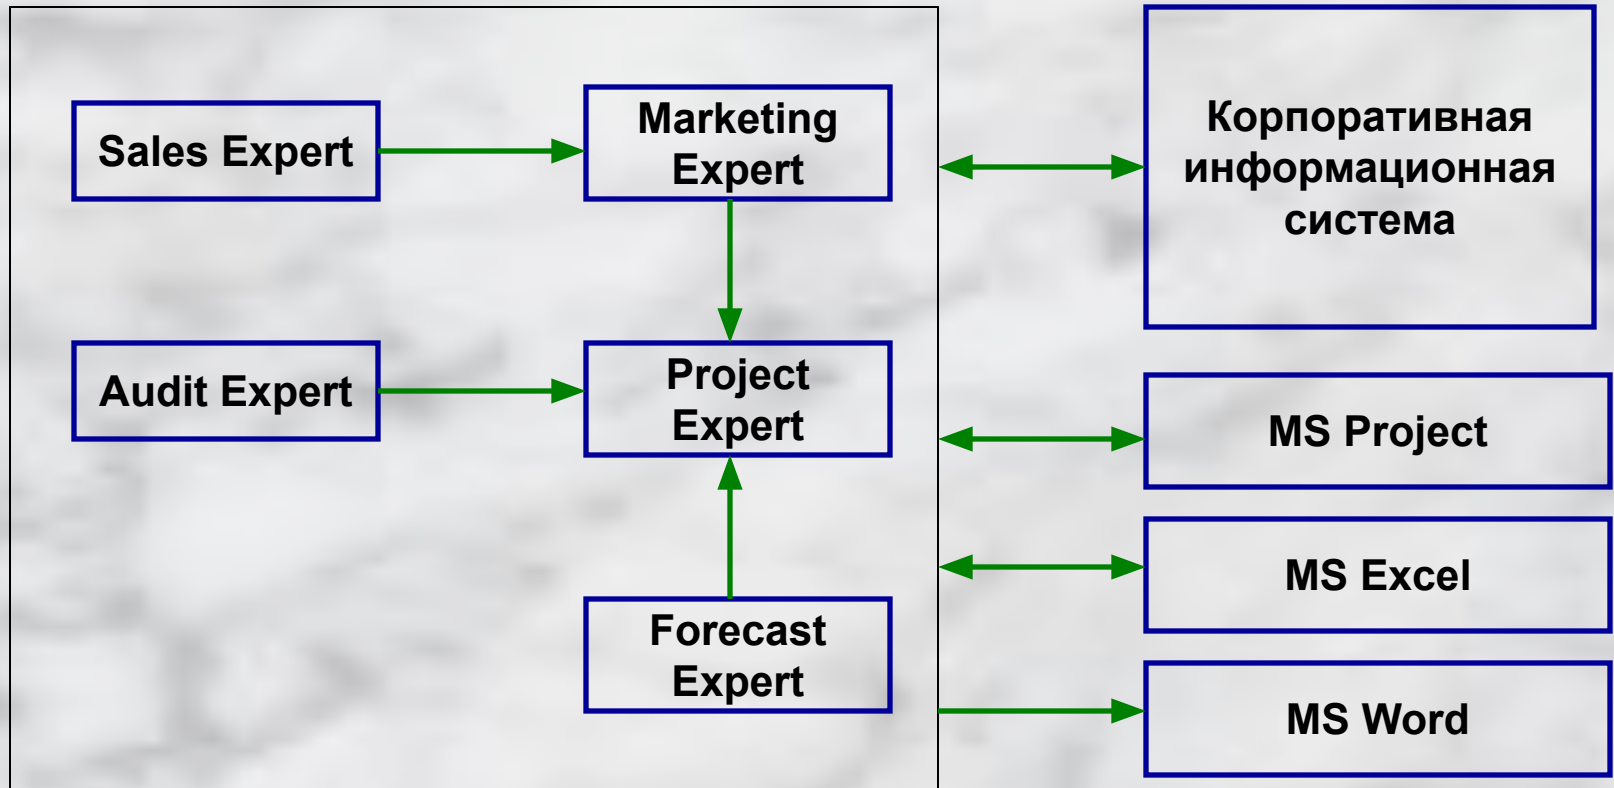 Sales Expert
Marketing
Expert
Корпоративная
информационная
система
Audit Expert
Project
Expert
MS Project
MS Excel
Forecast
Expert
MS Word